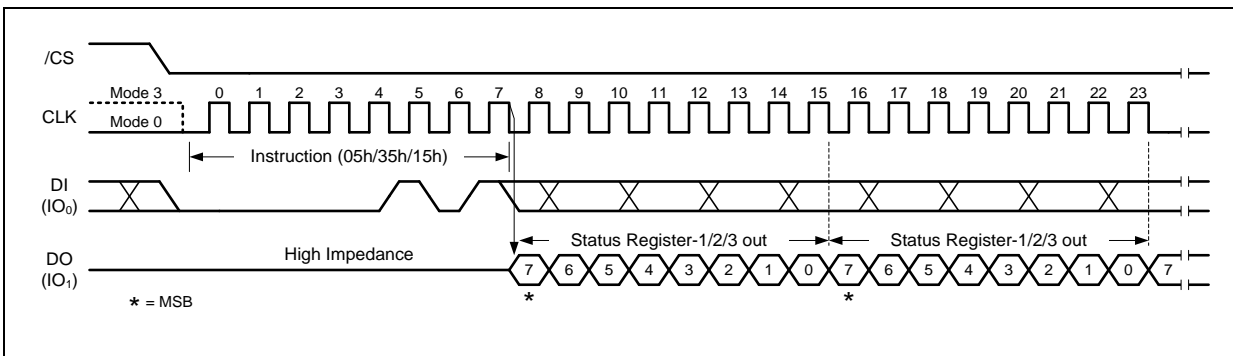 /CS
Mode 3 0 1 2 3 4 5 6 7 8 9 10 11 12 13 14 15 16 17 18 19 20 21 22 23
CLK Mode 0
Instruction (05h/35h/15h)
DI
(IO₀)
Status Register-1/2/3 out Status Register-1/2/3 out
High Impedance
DO 7 6 5 4 3 2 1 0 7 6 5 4 3 2 1 0 7
(IO₁)
* = MSB * *